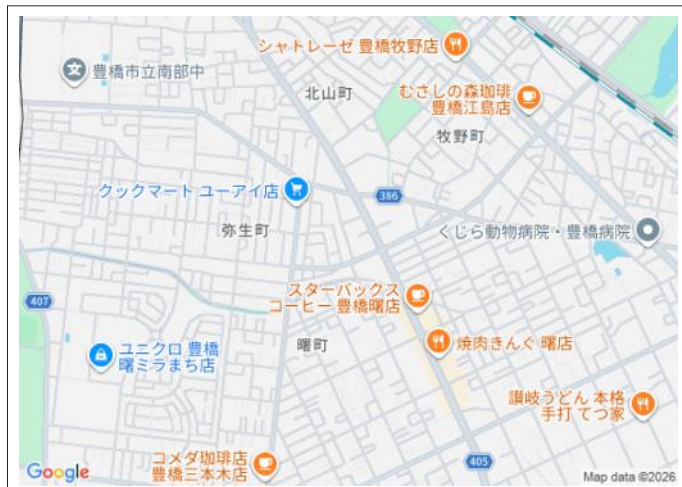 シャトレーゼ 豊橋牧野店
豊橋市立南部中
北山町
むさしの森珈琲
豊橋江島店
牧野町
クックマート ユーアイ店
386
弥生町
くじら動物病院・豊橋病院
スターバックス
コーヒー 豊橋曙店
407
焼肉きんぐ 曙店
ユニクロ 豊橋
曙ミラまち店
曙町
讃岐うどん 本格
手打 てつ家
コメダ珈琲店
豊橋三本木店
405
Google
Map data ©2026